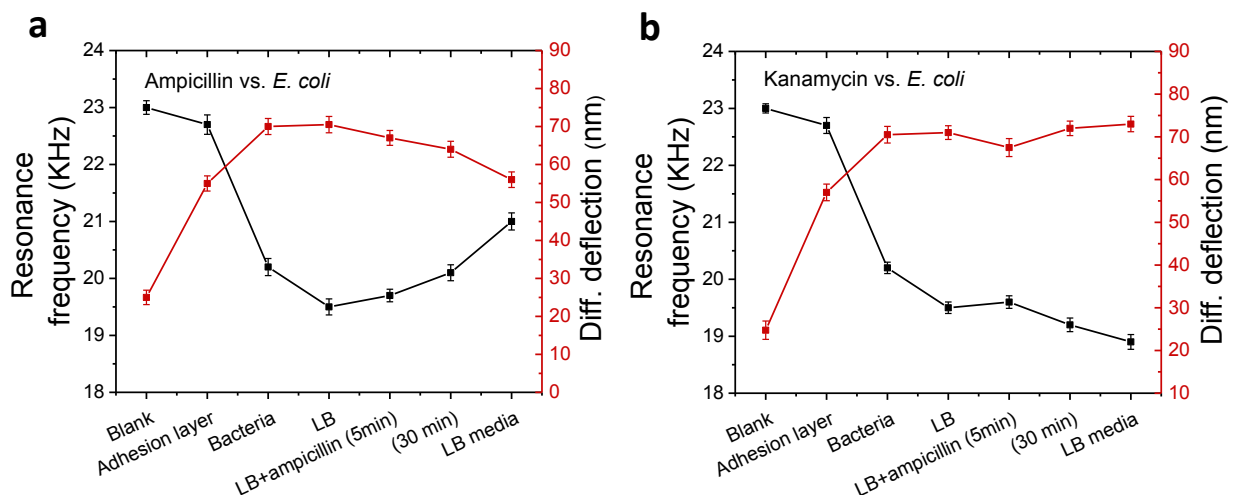 a
Ampicillin vs. E. coli
Resonance
frequency (KHz)
24
23
22
21
20
19
18
90
80
70
60
50
40
30
20
10
0
Diff. deflection (nm)
Blank
Adhesion layer
Bacteria
LB
LB+ampicillin (5min)
(30 min)
LB media
b
Kanamycin vs. E. coli
Resonance
frequency (KHz)
24
23
22
21
20
19
18
90
80
70
60
50
40
30
20
10
Diff. deflection (nm)
Blank
Adhesion layer
Bacteria
LB
LB+ampicillin (5min)
(30 min)
LB media